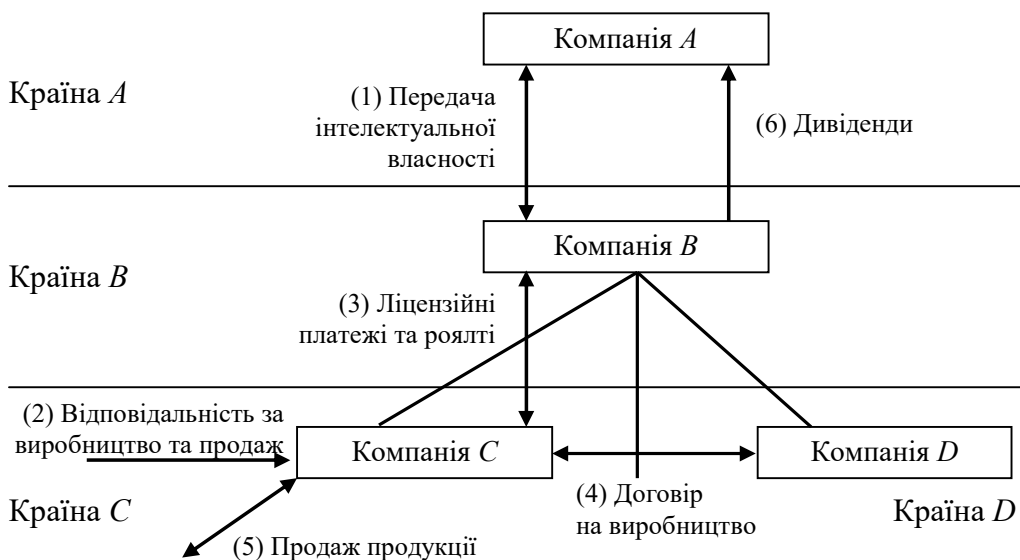 Компанія A
Країна A
(1) Передача
інтелектуальної
власності
(6) Дивіденди
Компанія B
Країна B
(3) Ліцензійні
платежі та роялті
(2) Відповідальність за
виробництво та продаж
Компанія C
Компанія D
(4) Договір
на виробництво
Країна C
Країна D
(5) Продаж продукції